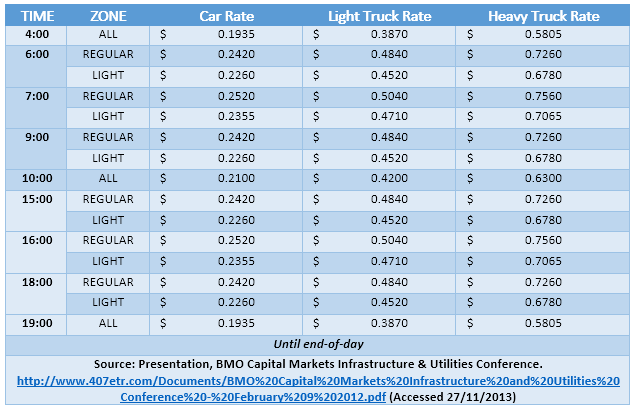 TIME ZONE Car Rate Light Truck Rate Heavy Truck Rate
4:00 ALL $ 0.1935 $ 0.3870 $ 0.5805
6:00 REGULAR $ 0.2420 $ 0.4840 $ 0.7260
LIGHT $ 0.2260 $ 0.4520 $ 0.6780
7:00 REGULAR $ 0.2520 $ 0.5040 $ 0.7560
LIGHT $ 0.2355 $ 0.4710 $ 0.7065
9:00 REGULAR $ 0.2420 $ 0.4840 $ 0.7260
LIGHT $ 0.2260 $ 0.4520 $ 0.6780
10:00 ALL $ 0.2100 $ 0.4200 $ 0.6300
15:00 REGULAR $ 0.2420 $ 0.4840 $ 0.7260
LIGHT $ 0.2260 $ 0.4520 $ 0.6780
16:00 REGULAR $ 0.2520 $ 0.5040 $ 0.7560
LIGHT $ 0.2355 $ 0.4710 $ 0.7065
18:00 REGULAR $ 0.2420 $ 0.4840 $ 0.7260
LIGHT $ 0.2260 $ 0.4520 $ 0.6780
19:00 ALL $ 0.1935 $ 0.3870 $ 0.5805
Until end-of-day
Source: Presentation, BMO Capital Markets Infrastructure & Utilities Conference.
http://www.407etr.com/Documents/BMO%20Capital%20Markets%20Infrastructure%20and%20Utilities%20
Conference%20-%20February%209%202012.pdf (Accessed 27/11/2013)